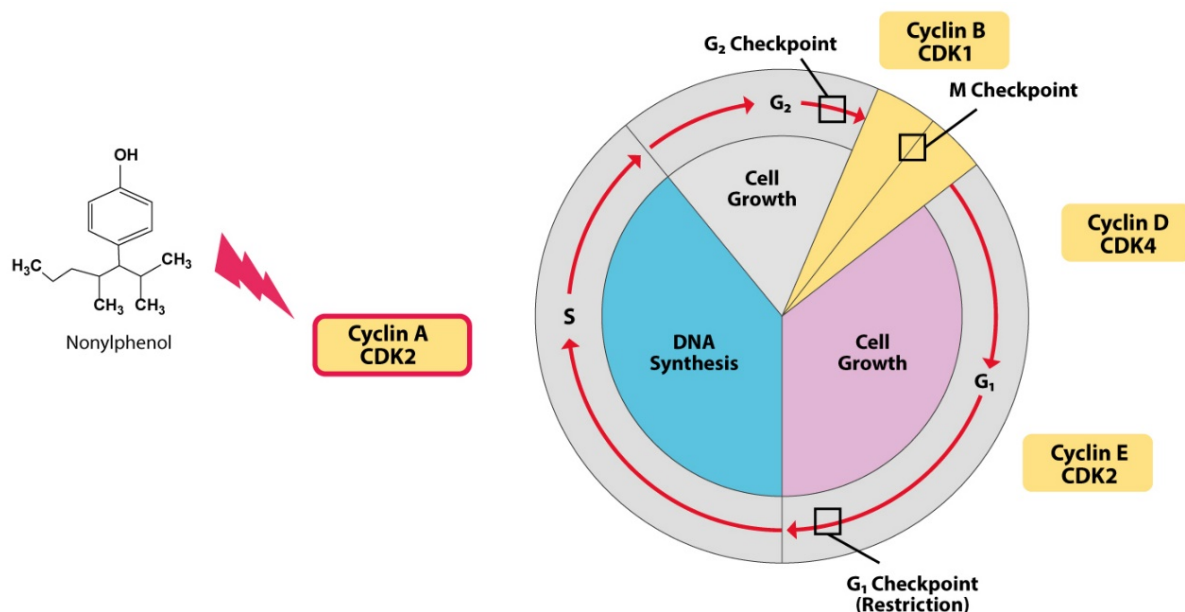 OH
H₃C
CH₃
CH₃
H₃C
Nonylphenol
Cyclin A
CDK2
G₂ Checkpoint
Cyclin B
CDK1
M Checkpoint
G₂
Cell
Growth
Cyclin D
CDK4
S
DNA
Synthesis
Cell
Growth
G₁
Cyclin E
CDK2
G₁ Checkpoint
(Restriction)